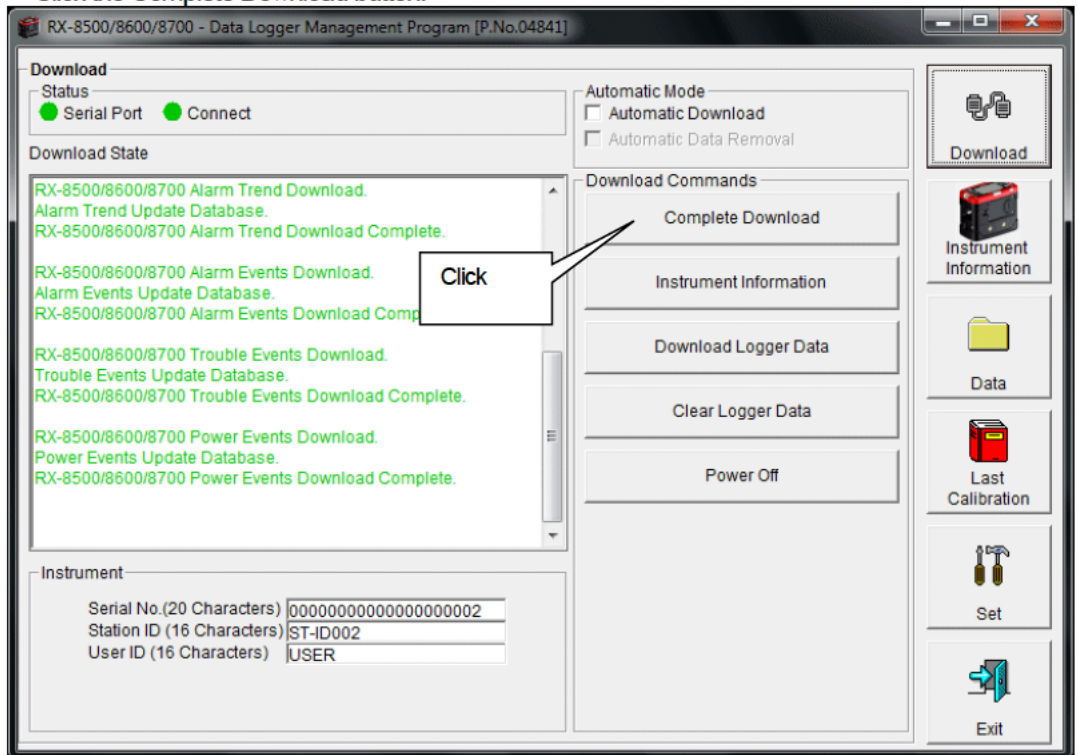 Click the Complete Download button.
RX-8500/8600/8700 - Data Logger Management Program [P.No.04841]
Download
Status
Serial Port Connect
Automatic Mode
Automatic Download
Automatic Data Removal
Download State
RX-8500/8600/8700 Alarm Trend Download.
Alarm Trend Update Database.
RX-8500/8600/8700 Alarm Trend Download Complete.
RX-8500/8600/8700 Alarm Events Download.
Alarm Events Update Database.
RX-8500/8600/8700 Alarm Events Download Comp
RX-8500/8600/8700 Trouble Events Download.
Trouble Events Update Database.
RX-8500/8600/8700 Trouble Events Download Complete.
RX-8500/8600/8700 Power Events Download.
Power Events Update Database.
RX-8500/8600/8700 Power Events Download Complete.
Click
Download Commands
Complete Download
Instrument Information
Download Logger Data
Clear Logger Data
Power Off
Instrument
Serial No.(20 Characters) 00000000000000000002
Station ID (16 Characters) ST-ID002
User ID (16 Characters) USER
Download
Instrument
Information
Data
Last
Calibration
Set
Exit